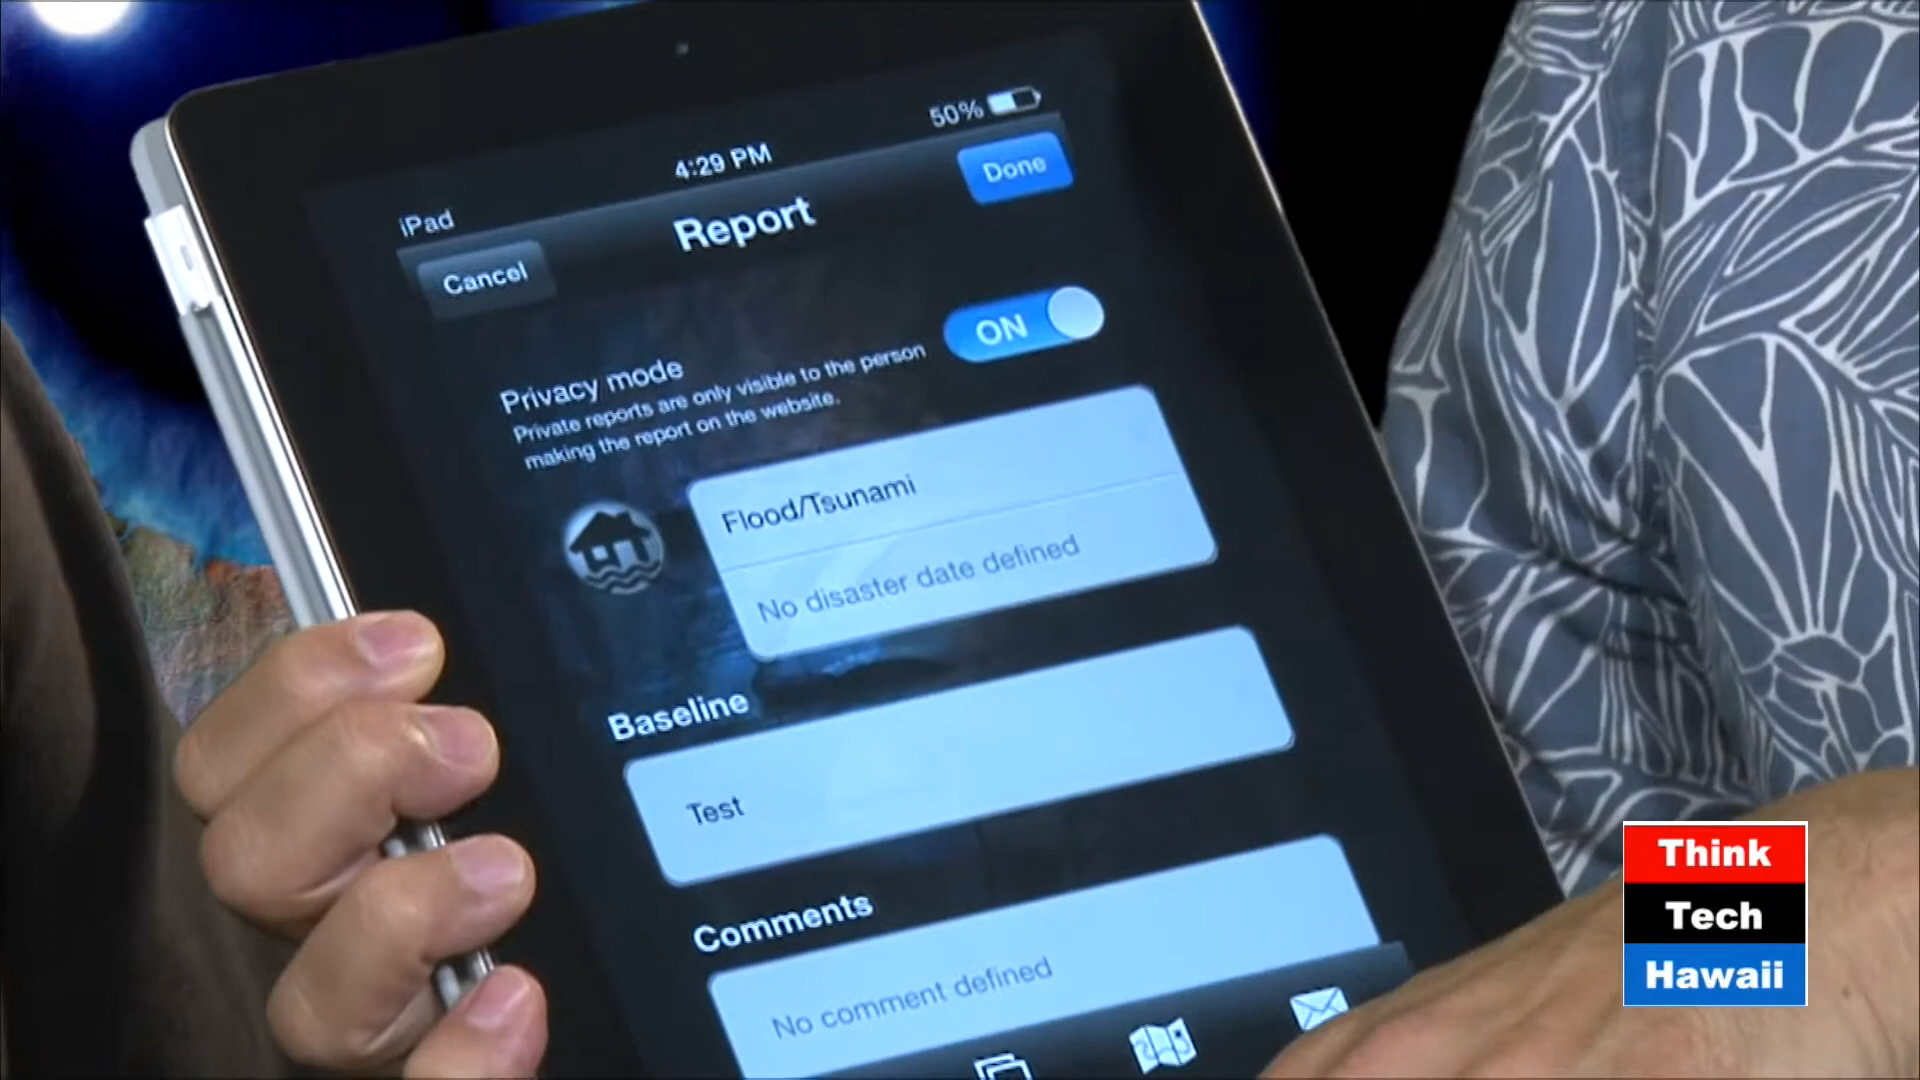 iPad
4:29 PM
50%
Cancel
Report
Done
Privacy mode
Private reports are only visible to the person
making the report on the website.
ON
Flood/Tsunami
No disaster date defined
Baseline
Test
Comments
No comment defined
Think
Tech
Hawaii